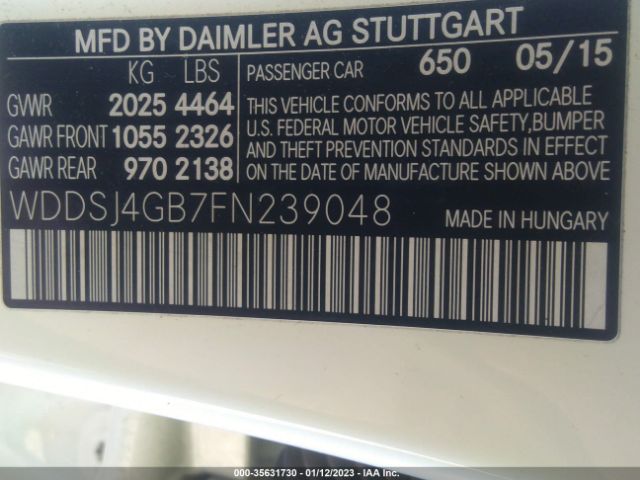 MFD BY DAIMLER AG STUTTGART
KG LBS
PASSENGER CAR 650 05/15
GVWR 2025 4464
GAWR FRONT 1055 2326
GAWR REAR 970 2138
THIS VEHICLE CONFORMS TO ALL APPLICABLE
U.S. FEDERAL MOTOR VEHICLE SAFETY,BUMPER
AND THEFT PREVENTION STANDARDS IN EFFECT
ON THE DATE OF MANUFACTURE SHOWN ABOVE
WDDSJ4GB7FN239048
MADE IN HUNGARY
000-35631730 - 01/12/2023 - IAA Inc.